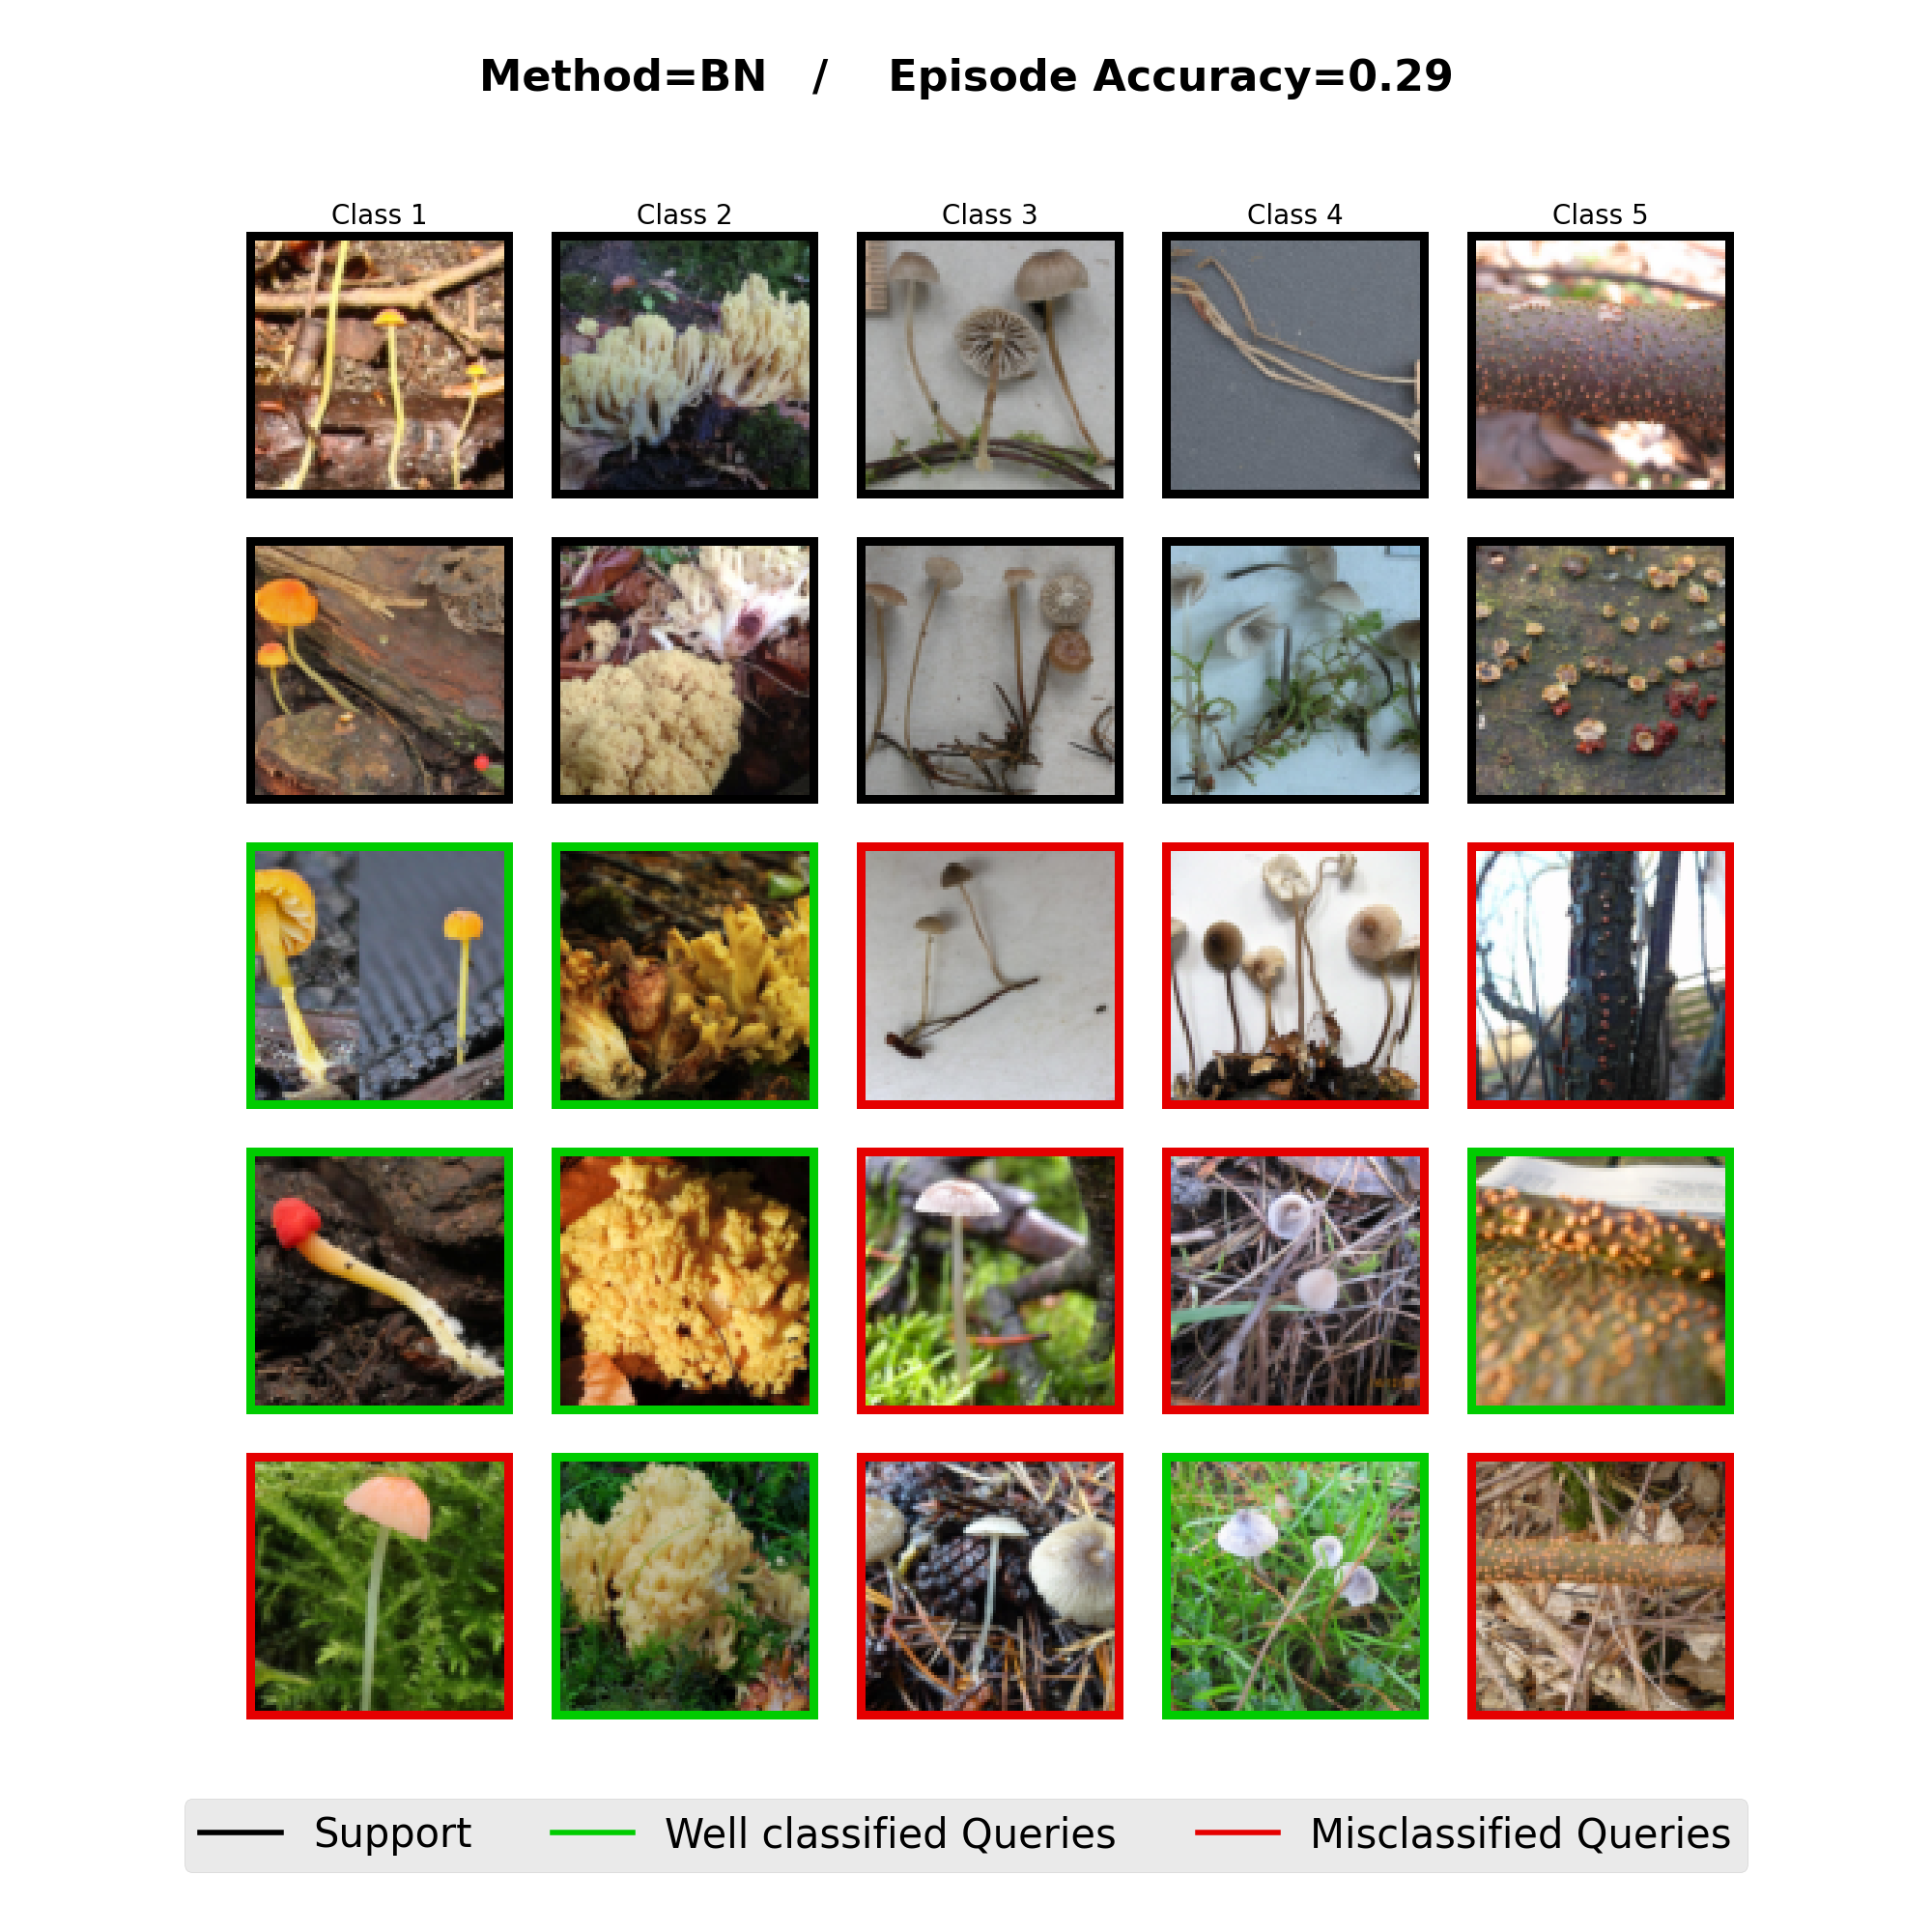 Method=BN / Episode Accuracy=0.29
Class 1 Class 2 Class 3 Class 4 Class 5
Support Well classified Queries Misclassified Queries